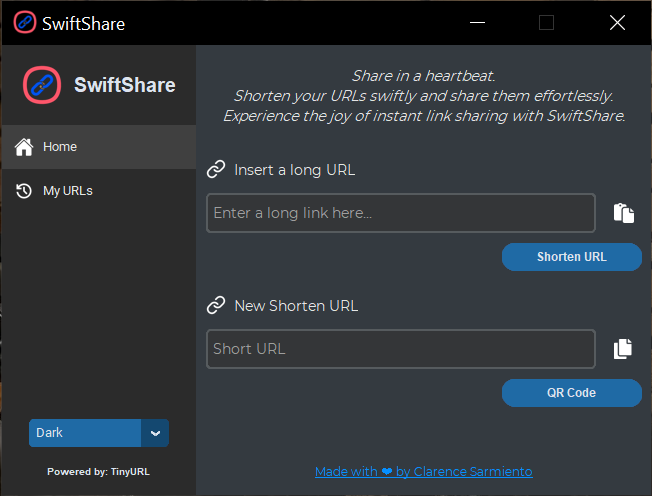 SwiftShare
SwiftShare
Home
My URLs
Dark
Powered by: TinyURL
Share in a heartbeat.
Shorten your URLs swiftly and share them effortlessly.
Experience the joy of instant link sharing with SwiftShare.
Insert a long URL
Enter a long link here...
Shorten URL
New Shorten URL
Short URL
QR Code
Made with ❤ by Clarence Sarmiento